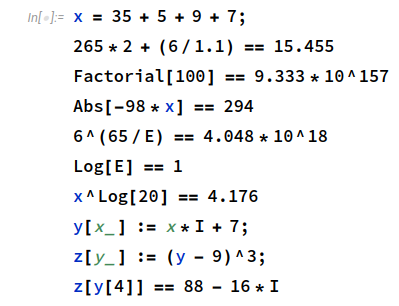 In[∘]:= x = 35 + 5 + 9 + 7;
265 * 2 + (6 / 1.1) == 15.455
Factorial[100] == 9.333 * 10^157
Abs[-98 * x] == 294
6^(65 / E) == 4.048 * 10^18
Log[E] == 1
x^Log[20] == 4.176
y[x_] := x * I + 7;
z[y_] := (y - 9)^3;
z[y[4]] == 88 - 16 * I